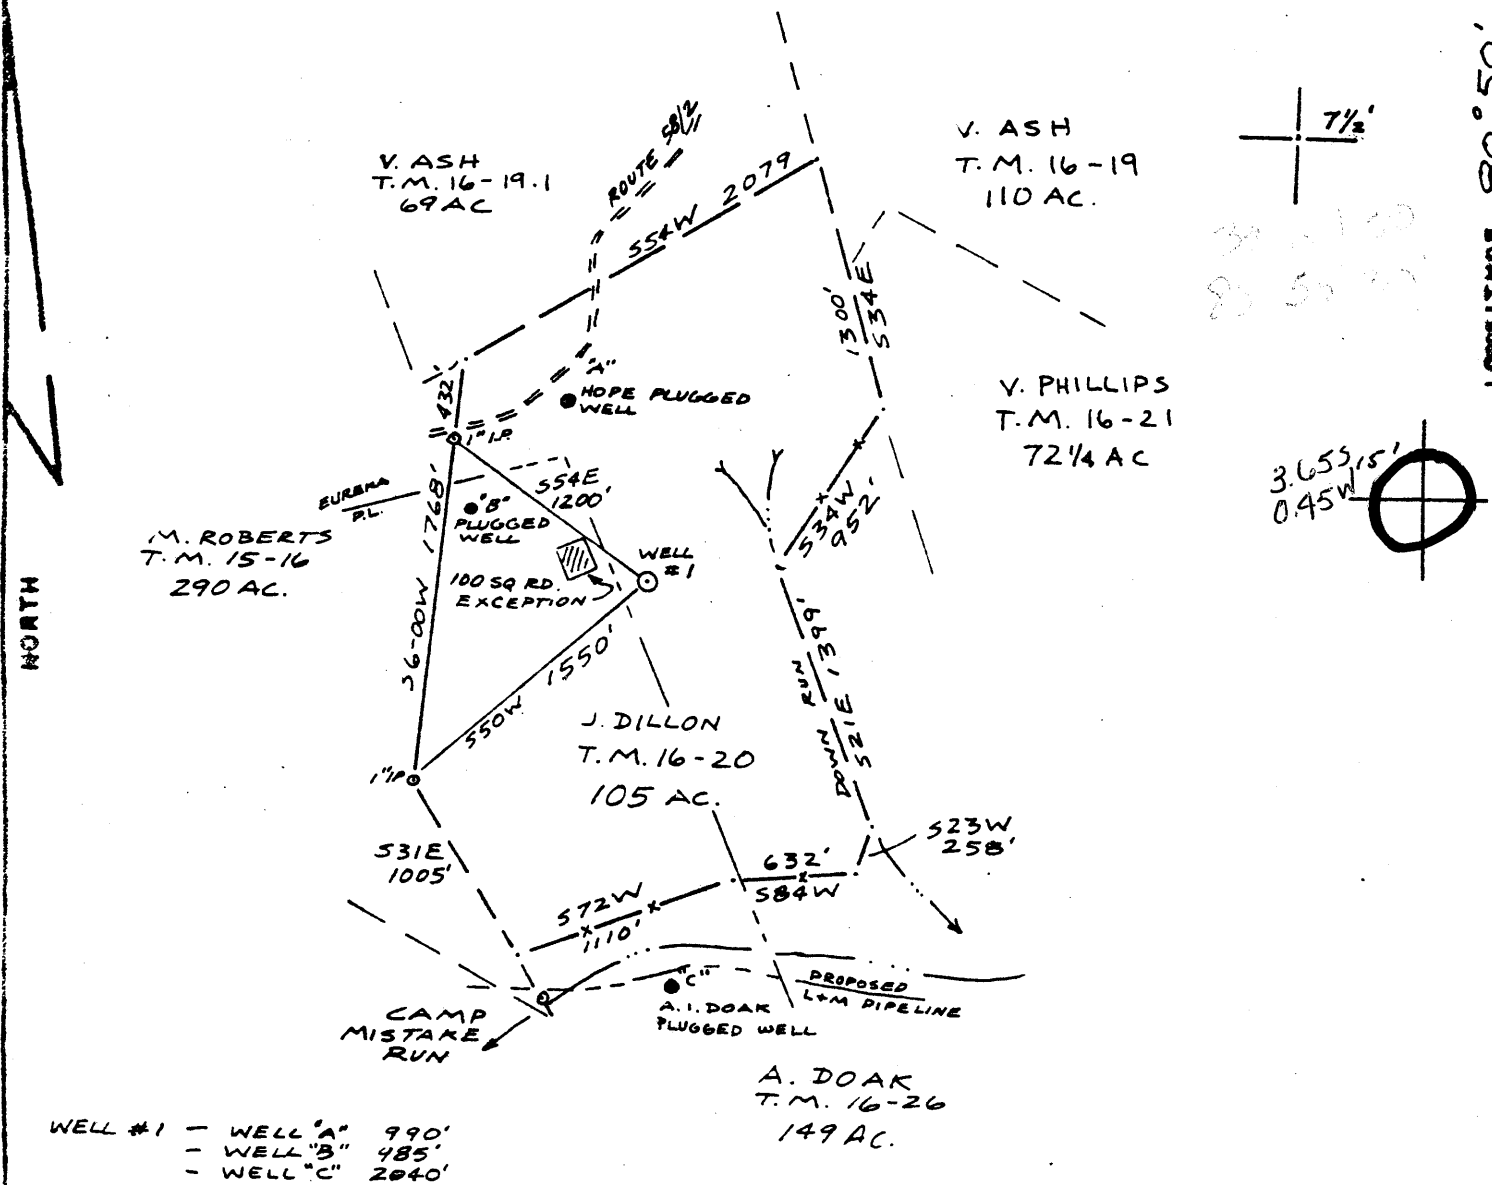 80° 50'
V. ASH
T. M. 16-19.1
69 AC
ROUTE 58/2
V. ASH
T. M. 16-19
110 AC.
7½'
S54W 2079
1300'
S34E
432
"A"
HOPE PLUGGED
WELL
1" I.P.
V. PHILLIPS
T.M. 16-21
72¼ AC
3.65S
0.45W
15'
EUREKA
P.L.
S54E
1200'
"B"
PLUGGED
WELL
S34W
952'
M. ROBERTS
T.M. 15-16
290 AC.
WELL
#1
100 SQ RD.
EXCEPTION
S6-00W 1768'
NORTH
S50W 1550'
DOWN RUN
S21E 1399'
J. DILLON
T.M. 16-20
105 AC.
1" I.P.
S31E
1005'
S23W
258'
632'
S84W
S72W
1110'
"C"
A. I. DOAK
PLUGGED WELL
PROPOSED
L+M PIPELINE
CAMP
MISTAKE
RUN
A. DOAK
T.M. 16-26
149 AC.
WELL #1 - WELL "A" 990'
- WELL "B" 485'
- WELL "C" 2040'